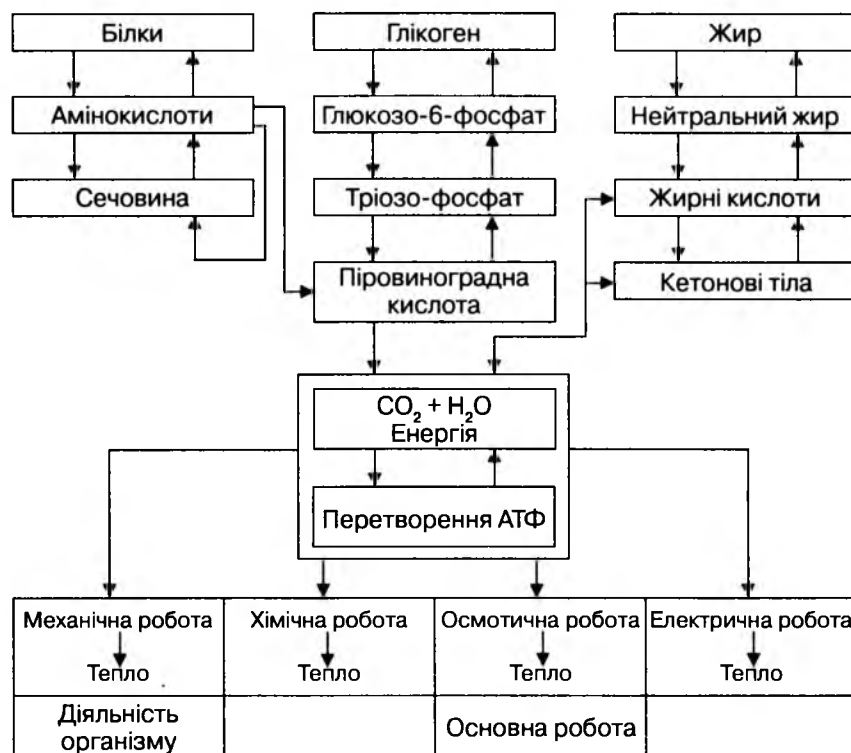 Білки
Глікоген
Жир
Амінокислоти
Глюкозо-6-фосфат
Нейтральний жир
Сечовина
Тріозо-фосфат
Жирні кислоти
Піровиноградна
кислота
Кетонові тіла
CO₂ + H₂O
Енергія
Перетворення АТФ
Механічна робота
Хімічна робота
Осмотична робота
Електрична робота
Тепло
Тепло
Тепло
Тепло
Діяльність
організму
Основна робота